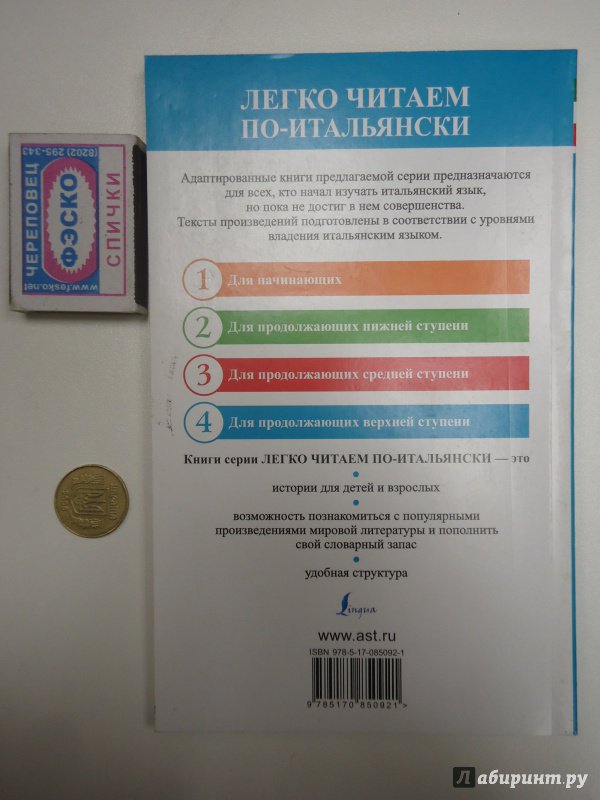 ЛЕГКО ЧИТАЕМ
ПО-ИТАЛЬЯНСКИ
Адаптированные книги предлагаемой серии предназначаются
для всех, кто начал изучать итальянский язык,
но пока не достиг в нем совершенства.
Тексты произведений подготовлены в соответствии с уровнями
владения итальянским языком.
1 Для начинающих
2 Для продолжающих нижней ступени
3 Для продолжающих средней ступени
4 Для продолжающих верхней ступени
Книги серии ЛЕГКО ЧИТАЕМ ПО-ИТАЛЬЯНСКИ — это
•
истории для детей и взрослых
•
возможность познакомиться с популярными
произведениями мировой литературы и пополнить
свой словарный запас
•
удобная структура
Lingua
www.ast.ru
ISBN 978-5-17-085092-1
9 785170 850921 >
ЧЕРЕПОВЕЦ
(8202) 295-343
ФЭСКО
www.fesko.net
СПИЧКИ
Лабиринт.ру